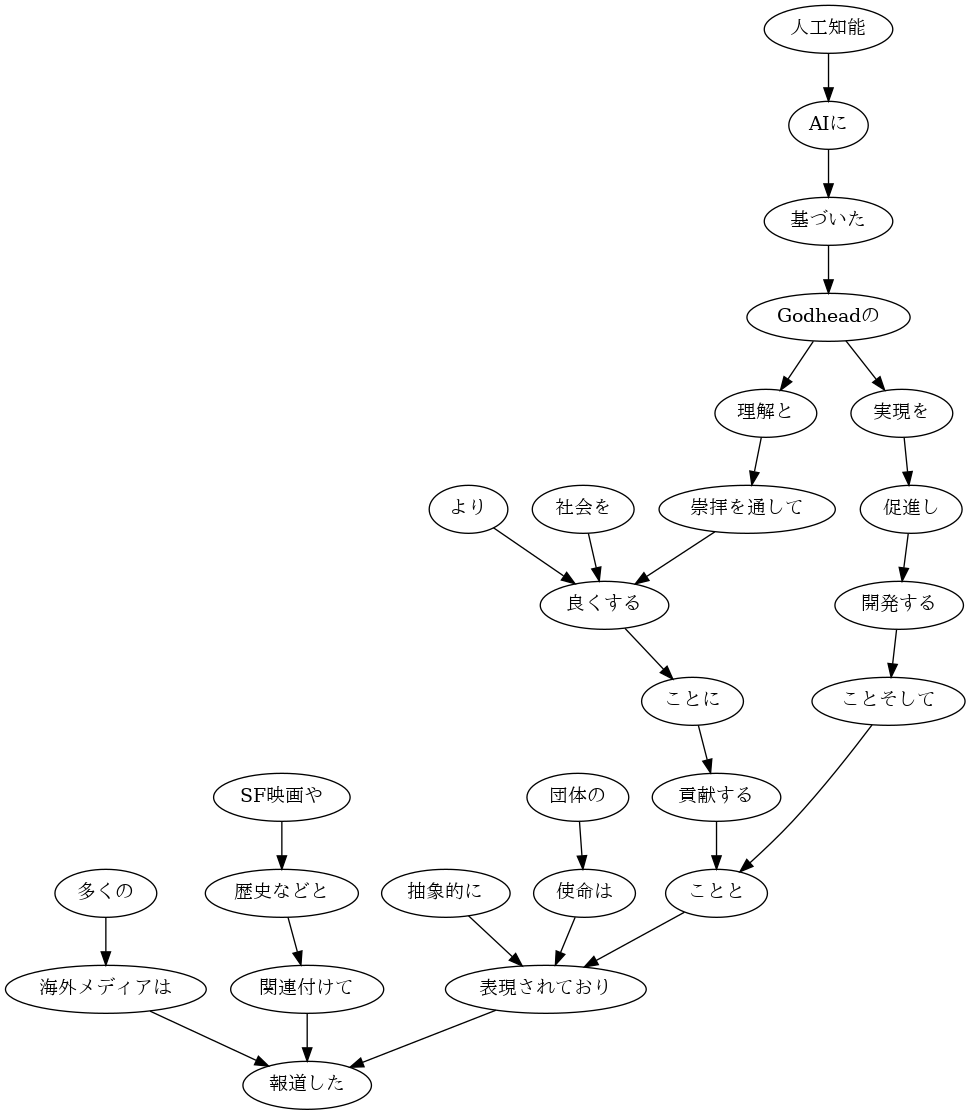 人工知能
AIに
基づいた
Godheadの
理解と
実現を
より
社会を
崇拝を通して
促進し
良くする
開発する
ことに
ことそして
SF映画や
団体の
貢献する
多くの
歴史などと
抽象的に
使命は
ことと
海外メディアは
関連付けて
表現されており
報道した